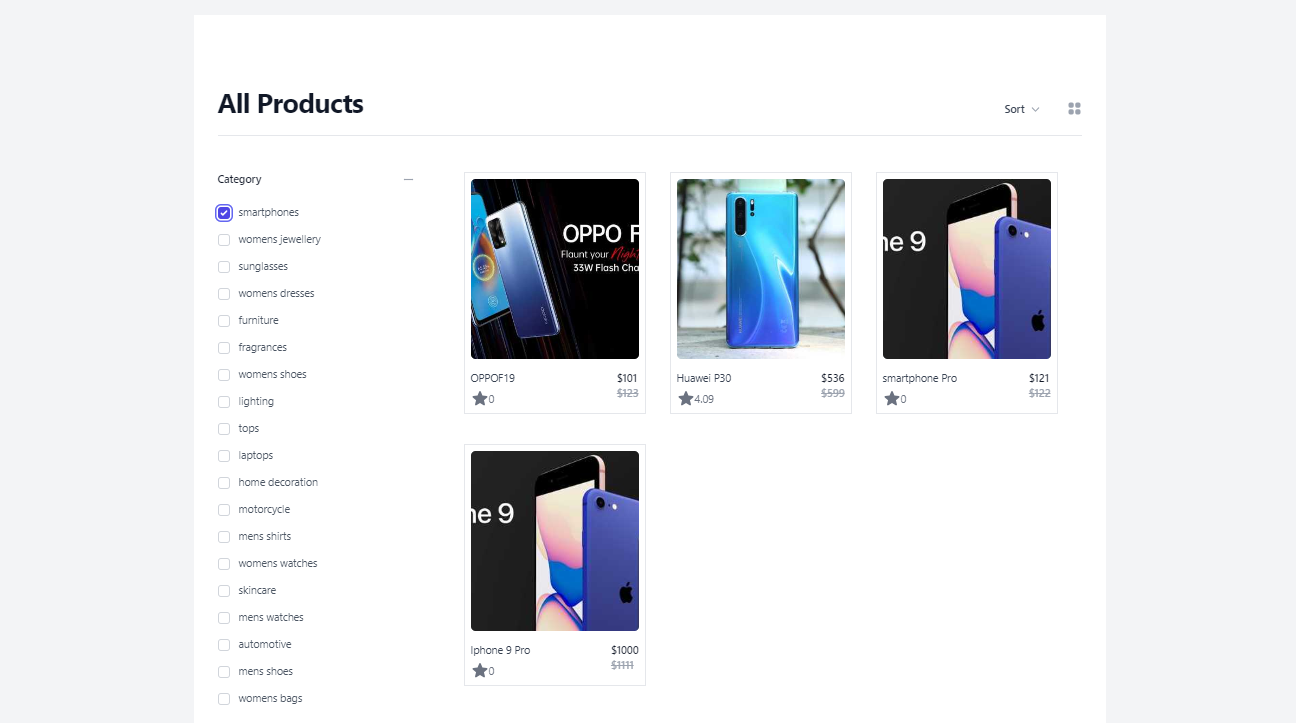 All Products
Sort
Category
smartphones
womens jewellery
sunglasses
womens dresses
furniture
fragrances
womens shoes
lighting
tops
laptops
home decoration
motorcycle
mens shirts
womens watches
skincare
mens watches
automotive
mens shoes
womens bags
OPPO F
Flaunt your Night
33W Flash Cha
OPPOF19 $101
0 $123
Huawei P30 $536
4.09 $599
ne 9
smartphone Pro $121
0 $122
ne 9
Iphone 9 Pro $1000
0 $1111